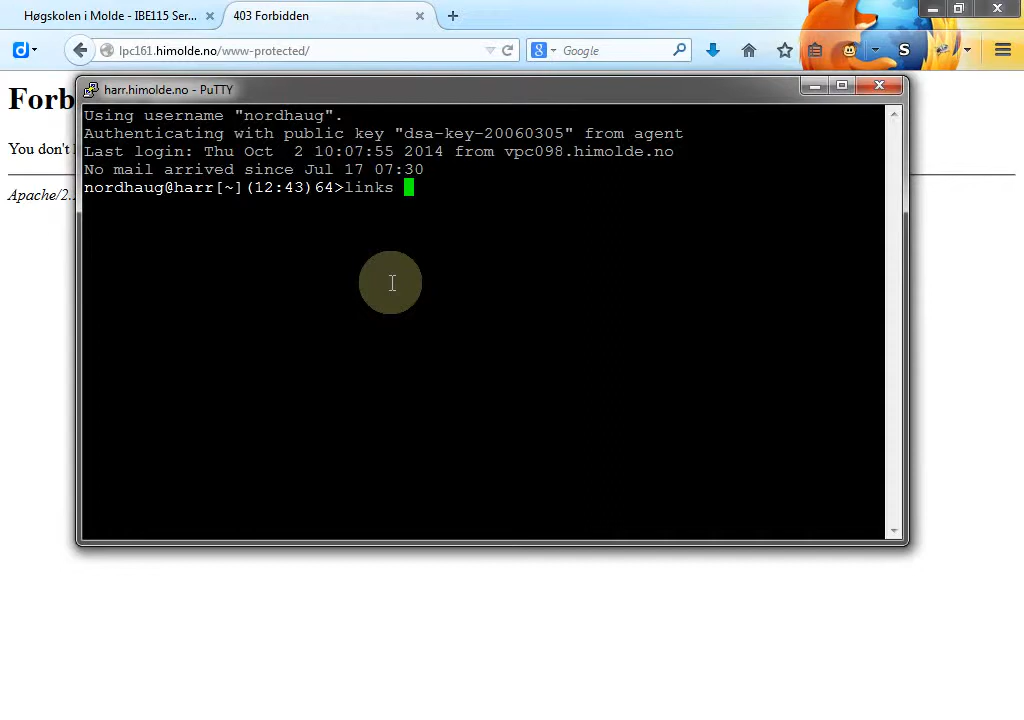 Høgskolen i Molde - IBE115 Ser...
403 Forbidden
lpc161.himolde.no/www-protected/
Google
S
Forb
harr.himolde.no - PuTTY
You don't
Apache/2.
Using username "nordhaug".
Authenticating with public key "dsa-key-20060305" from agent
Last login: Thu Oct  2 10:07:55 2014 from vpc098.himolde.no
No mail arrived since Jul 17 07:30
nordhaug@harr[~](12:43)64>links